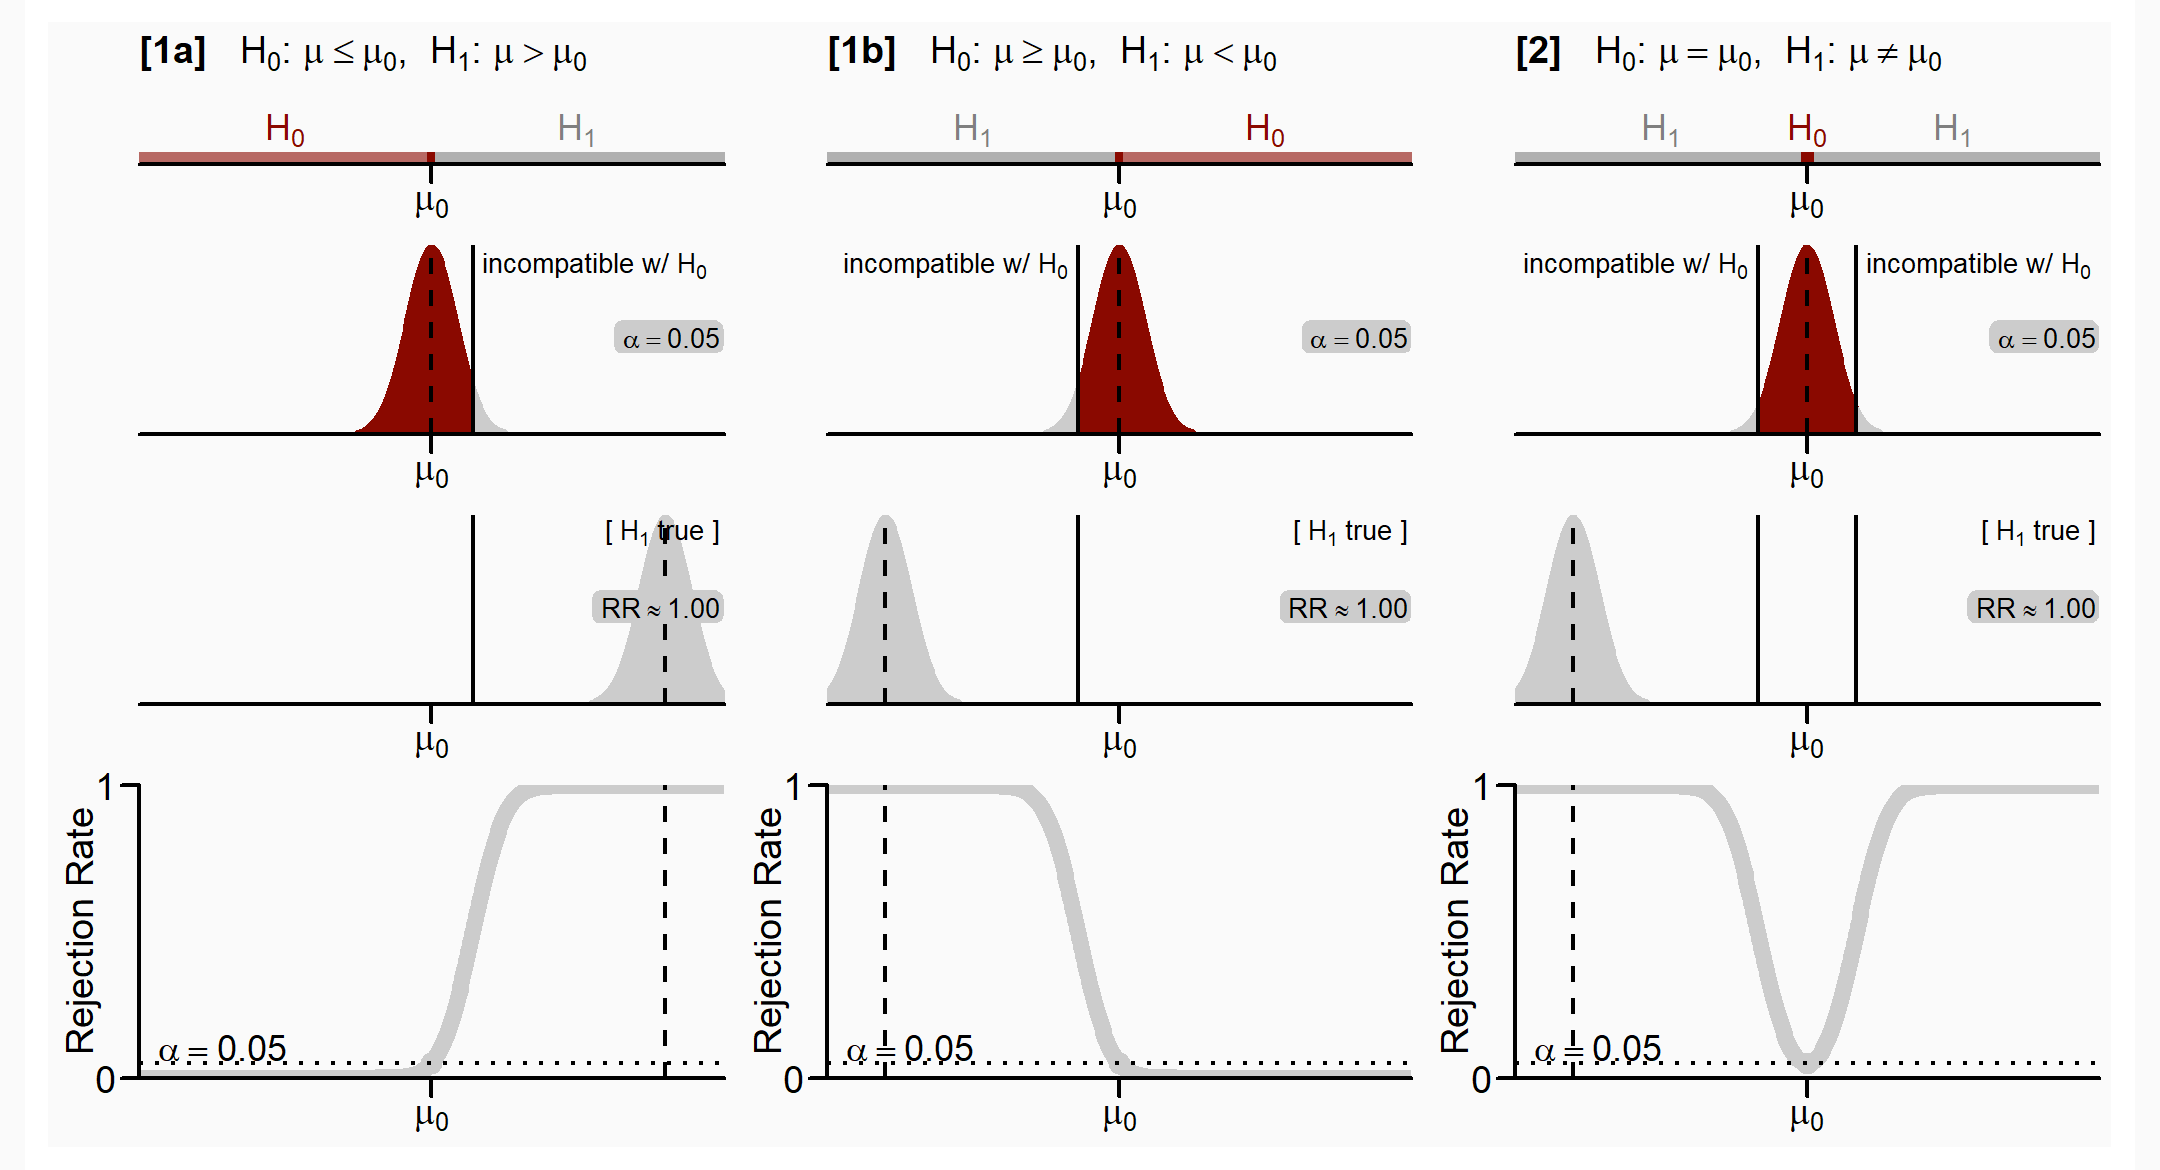 [1a] H₀: μ ≤ μ₀, H₁: μ > μ₀
H₀ H₁
μ₀
incompatible w/ H₀
α = 0.05
μ₀
[ H₁ true ]
RR ≈ 1.00
μ₀
1
Rejection Rate
α = 0.05
0
μ₀
[1b] H₀: μ ≥ μ₀, H₁: μ < μ₀
H₁ H₀
μ₀
incompatible w/ H₀
α = 0.05
μ₀
[ H₁ true ]
RR ≈ 1.00
μ₀
1
Rejection Rate
α = 0.05
0
μ₀
[2] H₀: μ = μ₀, H₁: μ ≠ μ₀
H₁ H₀ H₁
μ₀
incompatible w/ H₀ incompatible w/ H₀
α = 0.05
μ₀
[ H₁ true ]
RR ≈ 1.00
μ₀
1
Rejection Rate
α = 0.05
0
μ₀